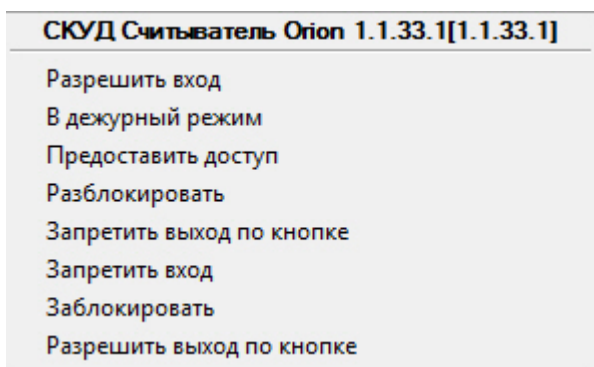 СКУД Считыватель Orion 1.1.33.1[1.1.33.1]
Разрешить вход
В дежурный режим
Предоставить доступ
Разблокировать
Запретить выход по кнопке
Запретить вход
Заблокировать
Разрешить выход по кнопке